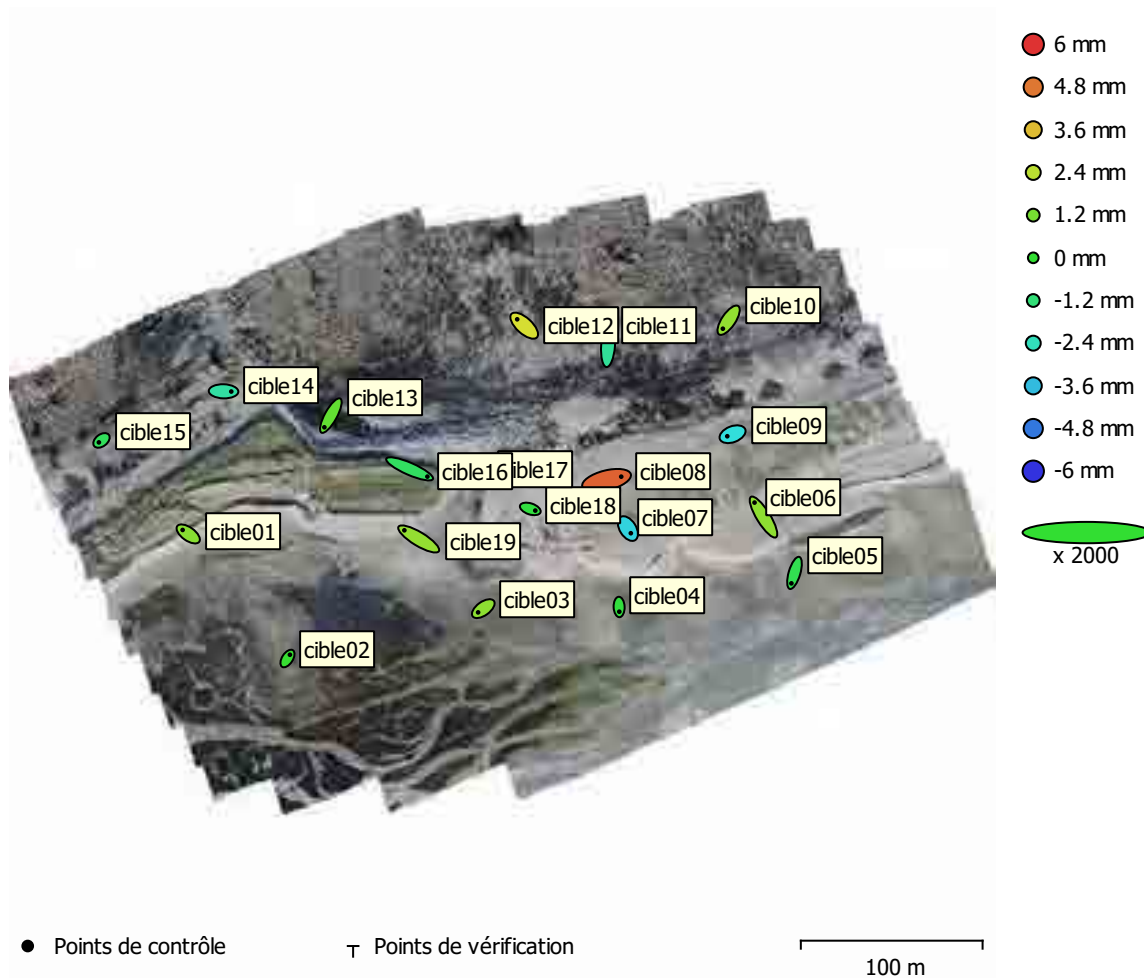 6 mm
4.8 mm
3.6 mm
2.4 mm
1.2 mm
0 mm
-1.2 mm
-2.4 mm
-3.6 mm
-4.8 mm
-6 mm
x 2000
cible10
cible12
cible11
cible14
cible13
cible15
cible09
cible16
cible17
cible08
cible06
cible18
cible07
cible01
cible19
cible05
cible03
cible04
cible02
Points de contrôle
Points de vérification
100 m